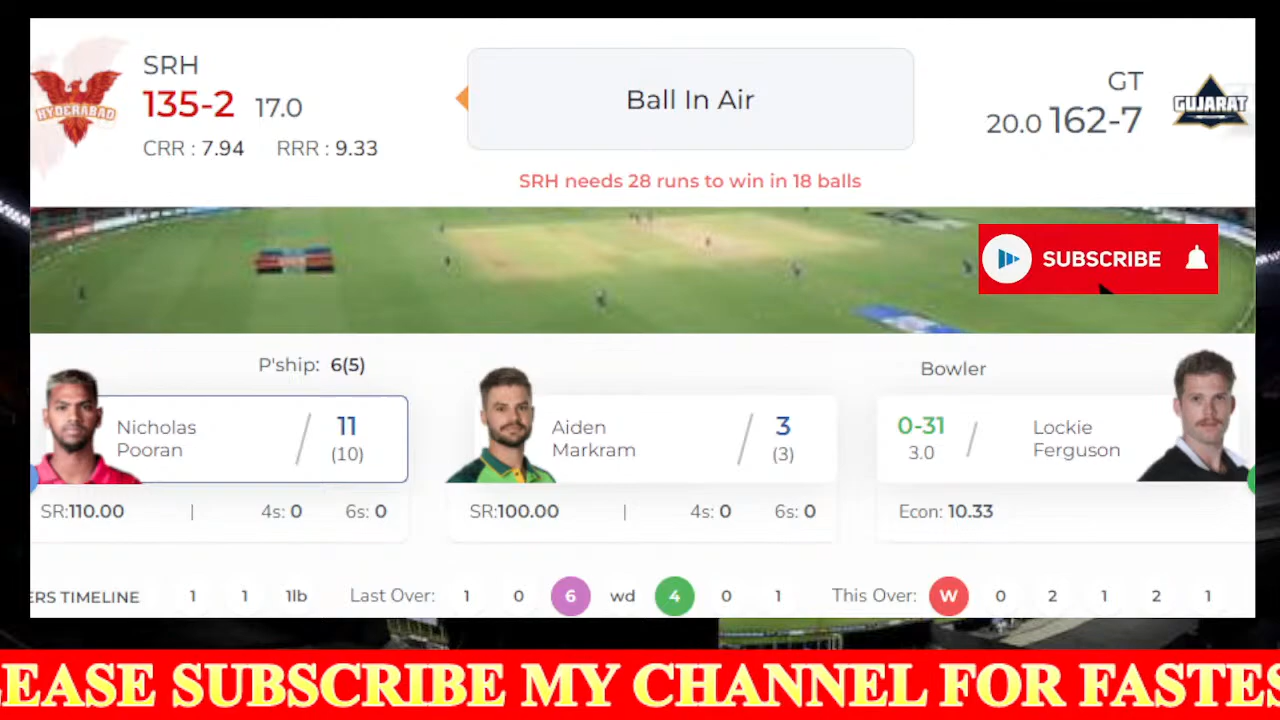 SRH
135-2 17.0
CRR : 7.94 RRR : 9.33
HYDERABAD
Ball In Air
SRH needs 28 runs to win in 18 balls
GT
20.0 162-7
GUJARAT
SUBSCRIBE
P'ship: 6(5)
Nicholas
Pooran
11
(10)
SR:110.00 | 4s: 0 6s: 0
Aiden
Markram
3
(3)
SR:100.00 | 4s: 0 6s: 0
Bowler
0-31
3.0
Lockie
Ferguson
Econ: 10.33
ERS TIMELINE 1 1 1lb Last Over: 1 0 6 wd 4 0 1 This Over: W 0 2 1 2 1
LEASE SUBSCRIBE MY CHANNEL FOR FASTES